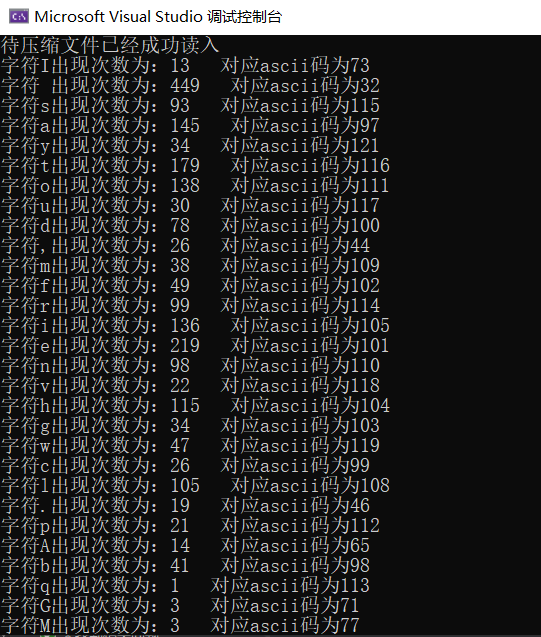 Microsoft Visual Studio 调试控制台
待压缩文件已经成功读入
字符I出现次数为：13   对应ascii码为73
字符 出现次数为：449   对应ascii码为32
字符s出现次数为：93   对应ascii码为115
字符a出现次数为：145   对应ascii码为97
字符y出现次数为：34   对应ascii码为121
字符t出现次数为：179   对应ascii码为116
字符o出现次数为：138   对应ascii码为111
字符u出现次数为：30   对应ascii码为117
字符d出现次数为：78   对应ascii码为100
字符,出现次数为：26   对应ascii码为44
字符m出现次数为：38   对应ascii码为109
字符f出现次数为：49   对应ascii码为102
字符r出现次数为：99   对应ascii码为114
字符i出现次数为：136   对应ascii码为105
字符e出现次数为：219   对应ascii码为101
字符n出现次数为：98   对应ascii码为110
字符v出现次数为：22   对应ascii码为118
字符h出现次数为：115   对应ascii码为104
字符g出现次数为：34   对应ascii码为103
字符w出现次数为：47   对应ascii码为119
字符c出现次数为：26   对应ascii码为99
字符l出现次数为：105   对应ascii码为108
字符.出现次数为：19   对应ascii码为46
字符p出现次数为：21   对应ascii码为112
字符A出现次数为：14   对应ascii码为65
字符b出现次数为：41   对应ascii码为98
字符q出现次数为：1   对应ascii码为113
字符G出现次数为：3   对应ascii码为71
字符M出现次数为：3   对应ascii码为77